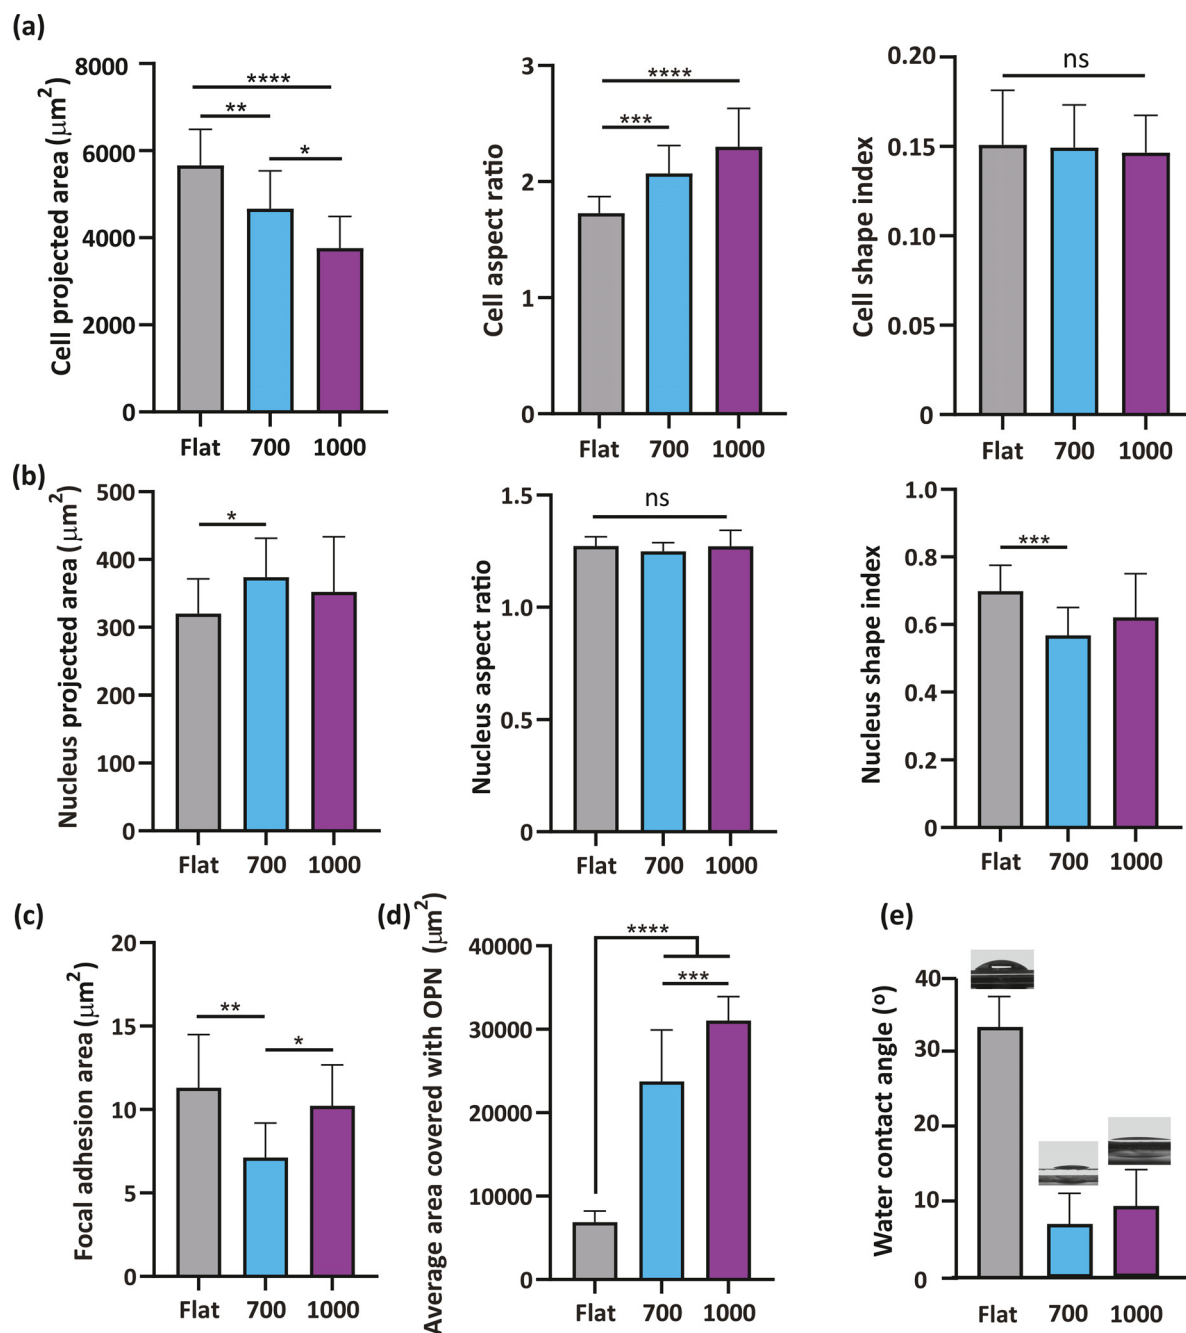 (a)
Cell projected area (μm²)
8000
6000
4000
2000
0
****
**
*
Flat 700 1000
Cell aspect ratio
3
2
1
0
****
***
Flat 700 1000
Cell shape index
0.20
0.15
0.10
0.05
0
ns
Flat 700 1000
(b)
Nucleus projected area (μm²)
500
400
300
200
100
0
*
Flat 700 1000
Nucleus aspect ratio
1.5
1.0
0.5
0
ns
Flat 700 1000
Nucleus shape index
1.0
0.8
0.6
0.4
0.2
0
***
Flat 700 1000
(c)
Focal adhesion area (μm²)
20
15
10
5
0
**
*
Flat 700 1000
(d)
Average area covered with OPN (μm²)
40000
30000
20000
10000
0
****
***
Flat 700 1000
(e)
Water contact angle (º)
40
30
20
10
0
Flat 700 1000